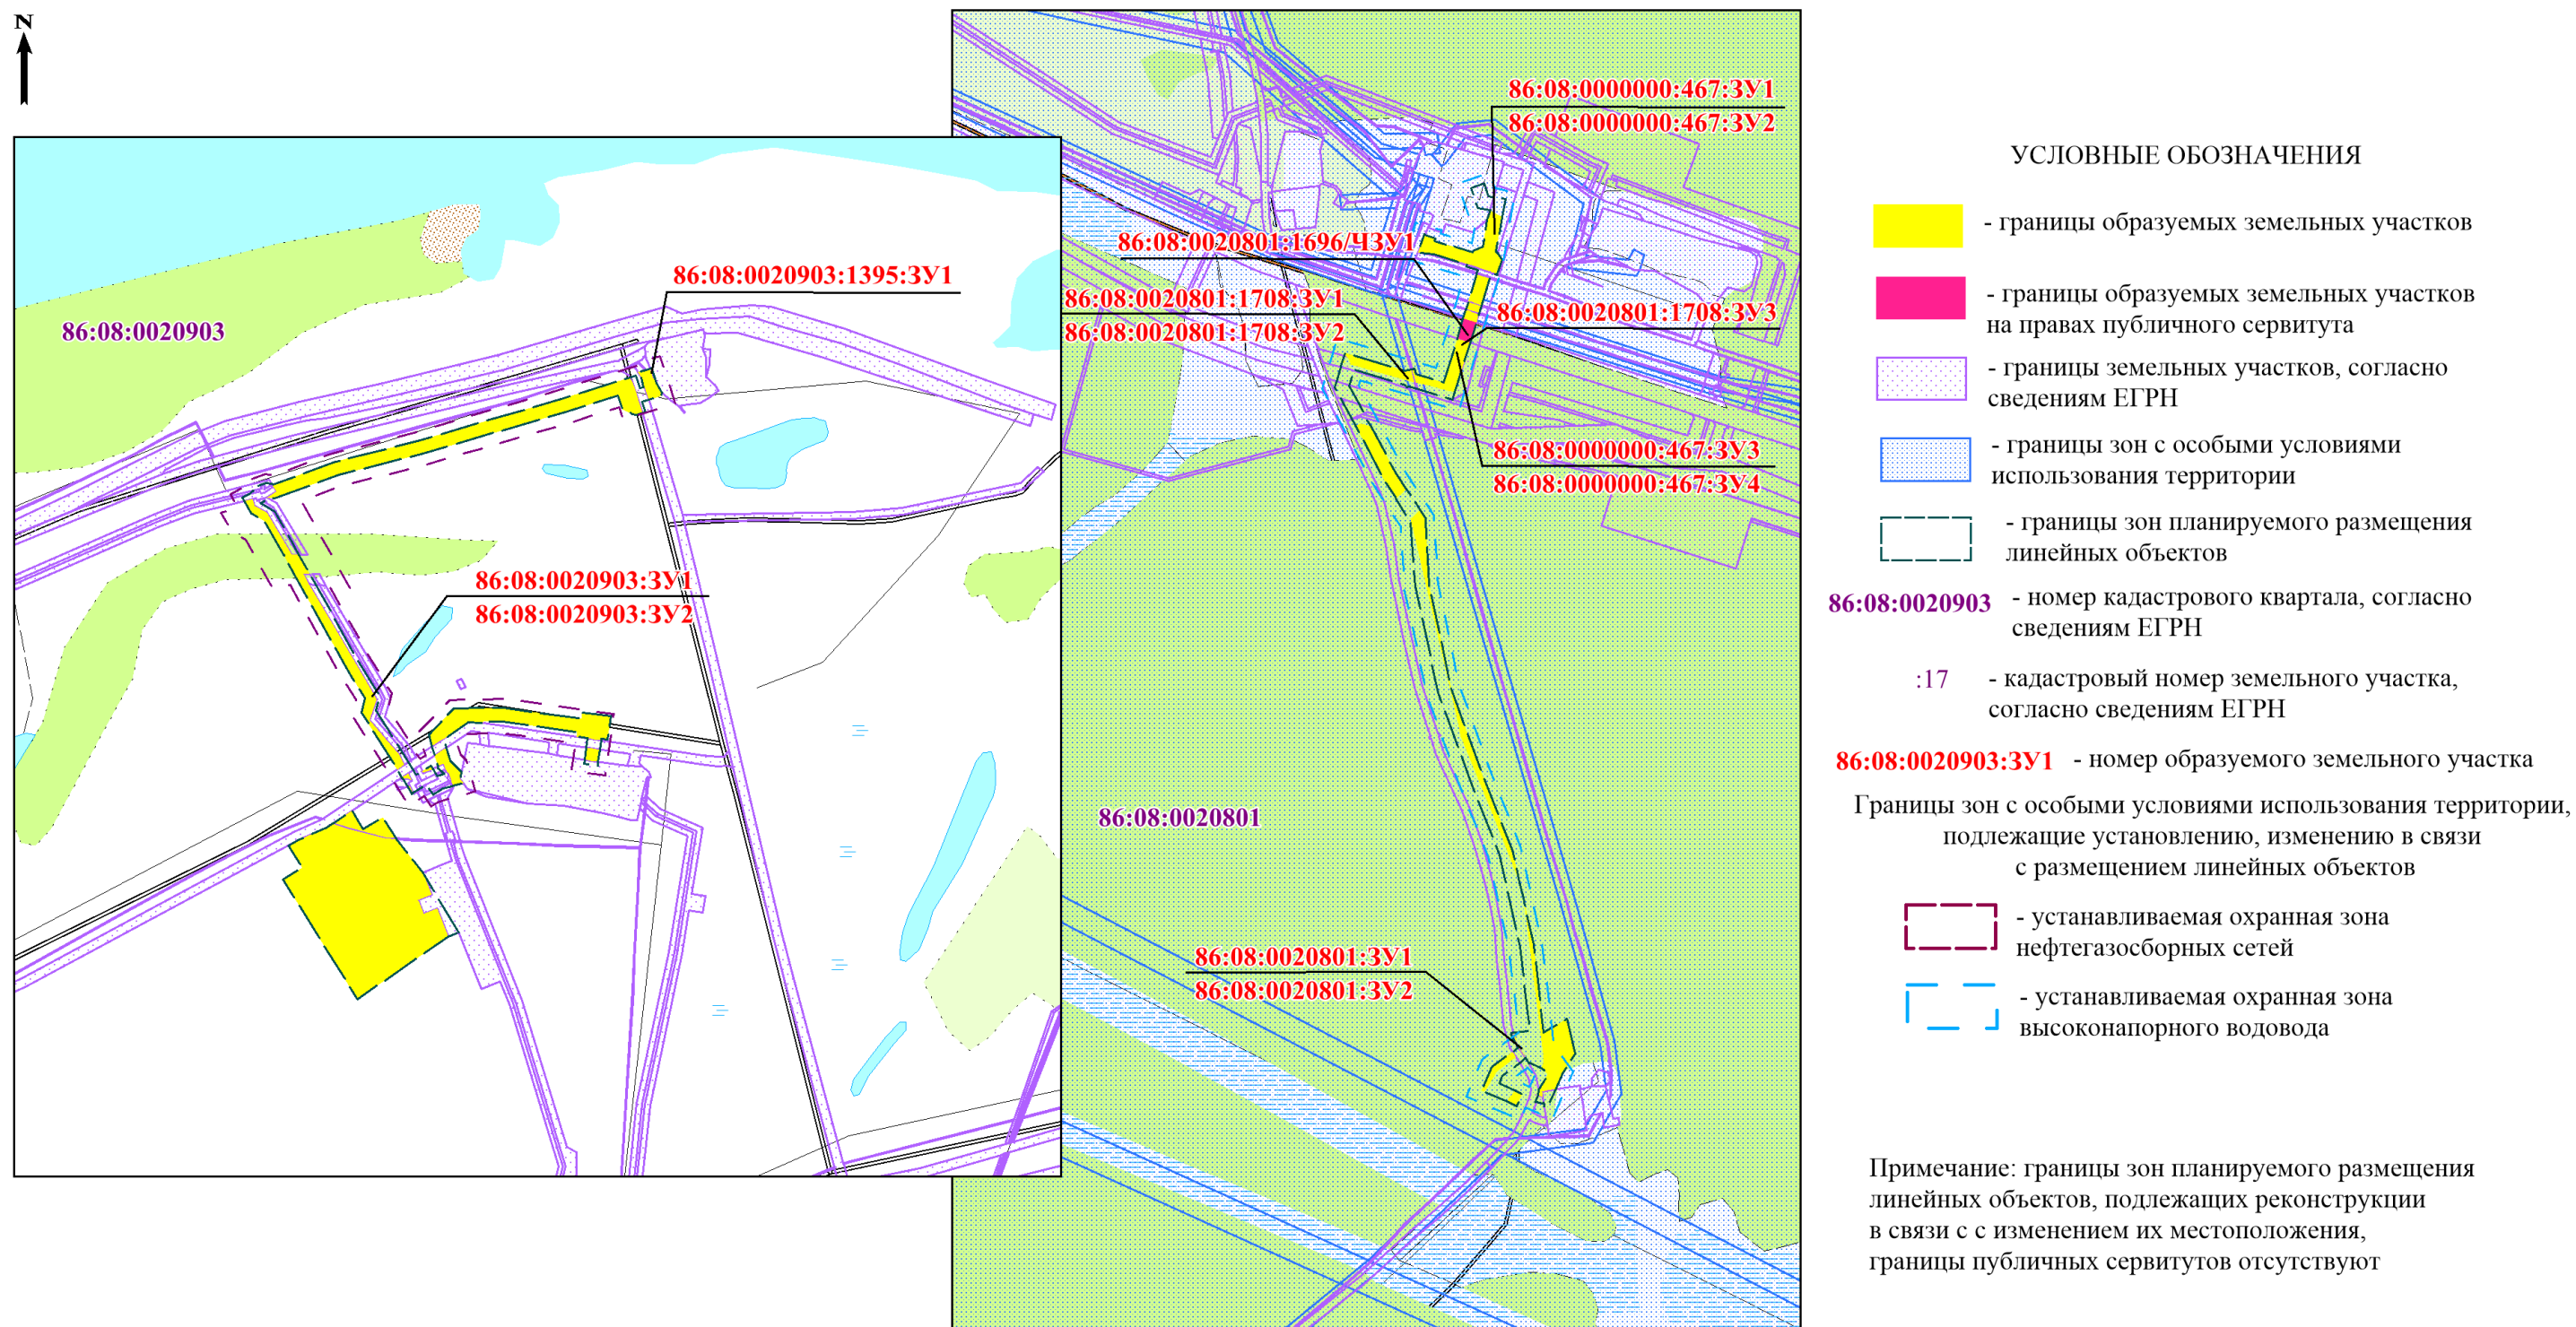 N
86:08:0020903:1395:ЗУ1
86:08:0020903
86:08:0020903:ЗУ1
86:08:0020903:ЗУ2
86:08:0000000:467:ЗУ1
86:08:0000000:467:ЗУ2
86:08:0020801:1696/ЧЗУ1
86:08:0020801:1708:ЗУ1
86:08:0020801:1708:ЗУ2
86:08:0020801:1708:ЗУ3
86:08:0000000:467:ЗУ3
86:08:0000000:467:ЗУ4
86:08:0020801
86:08:0020801:ЗУ1
86:08:0020801:ЗУ2
УСЛОВНЫЕ ОБОЗНАЧЕНИЯ
- границы образуемых земельных участков
- границы образуемых земельных участков
на правах публичного сервитута
- границы земельных участков, согласно
сведениям ЕГРН
- границы зон с особыми условиями
использования территории
- границы зон планируемого размещения
линейных объектов
86:08:0020903 - номер кадастрового квартала, согласно
сведениям ЕГРН
:17 - кадастровый номер земельного участка,
согласно сведениям ЕГРН
86:08:0020903:ЗУ1 - номер образуемого земельного участка
Границы зон с особыми условиями использования территории,
подлежащие установлению, изменению в связи
с размещением линейных объектов
- устанавливаемая охранная зона
нефтегазосборных сетей
- устанавливаемая охранная зона
высоконапорного водовода
Примечание: границы зон планируемого размещения
линейных объектов, подлежащих реконструкции
в связи с с изменением их местоположения,
границы публичных сервитутов отсутствуют